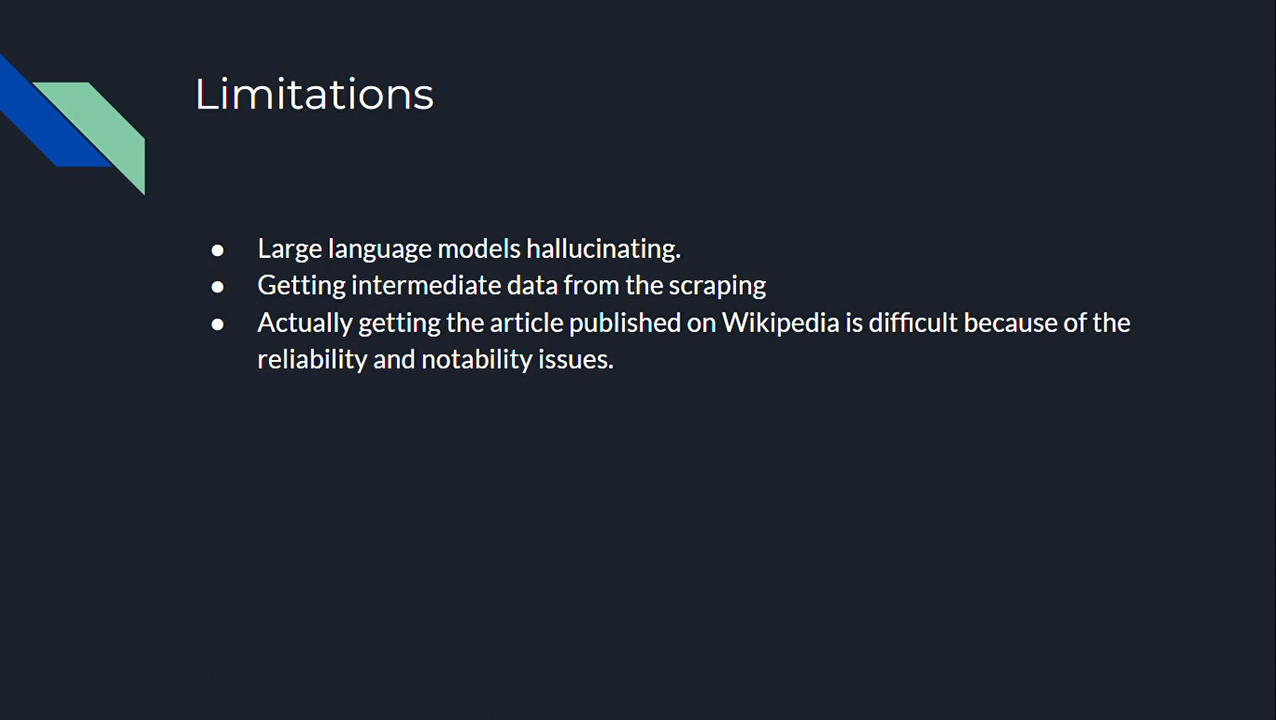 Limitations
● Large language models hallucinating.
● Getting intermediate data from the scraping
● Actually getting the article published on Wikipedia is difficult because of the
reliability and notability issues.